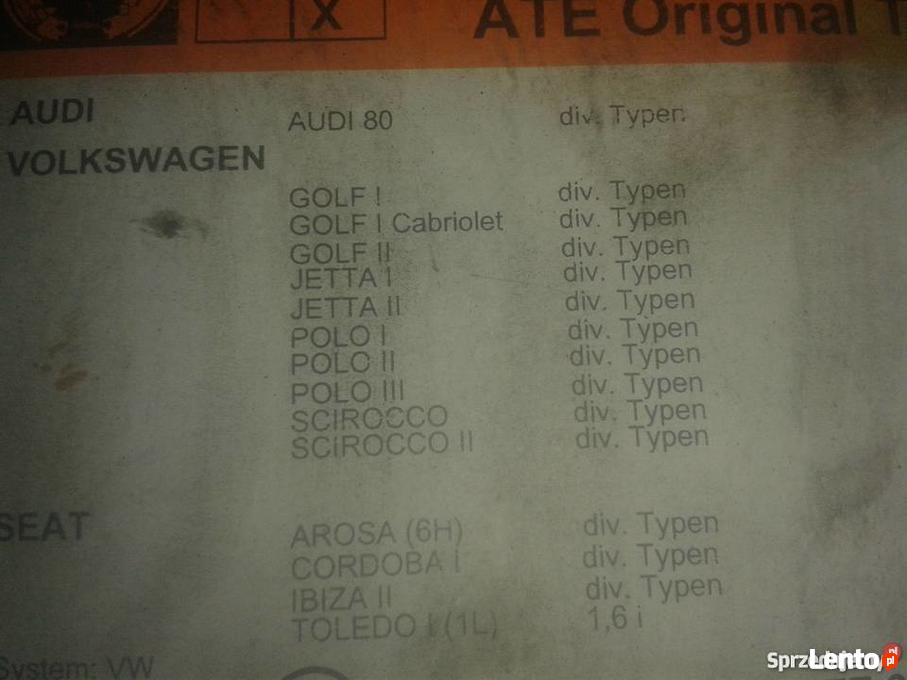 X ATE Original
AUDI AUDI 80 div. Typen
VOLKSWAGEN
GOLF I div. Typen
GOLF I Cabriolet div. Typen
GOLF II div. Typen
JETTA I div. Typen
JETTA II div. Typen
POLO I div. Typen
POLO II div. Typen
POLO III div. Typen
SCIROCCO div. Typen
SCIROCCO II div. Typen
SEAT AROSA (6H) div. Typen
CORDOBA I div. Typen
IBIZA II div. Typen
TOLEDO I (1L) 1,6 i
System: VW
Lento.pl